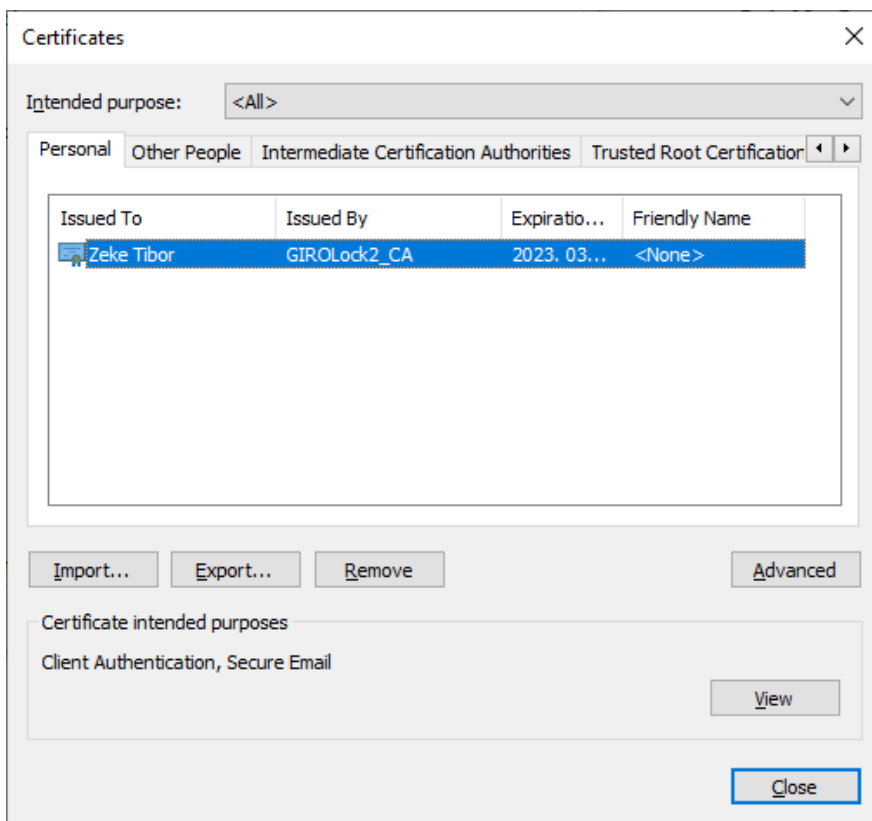 Certificates
Intended purpose: <All>
Personal Other People Intermediate Certification Authorities Trusted Root Certification
Issued To Issued By Expiratio... Friendly Name
Zeke Tibor GIROLock2_CA 2023. 03... <None>
Import... Export... Remove Advanced
Certificate intended purposes
Client Authentication, Secure Email
View
Close